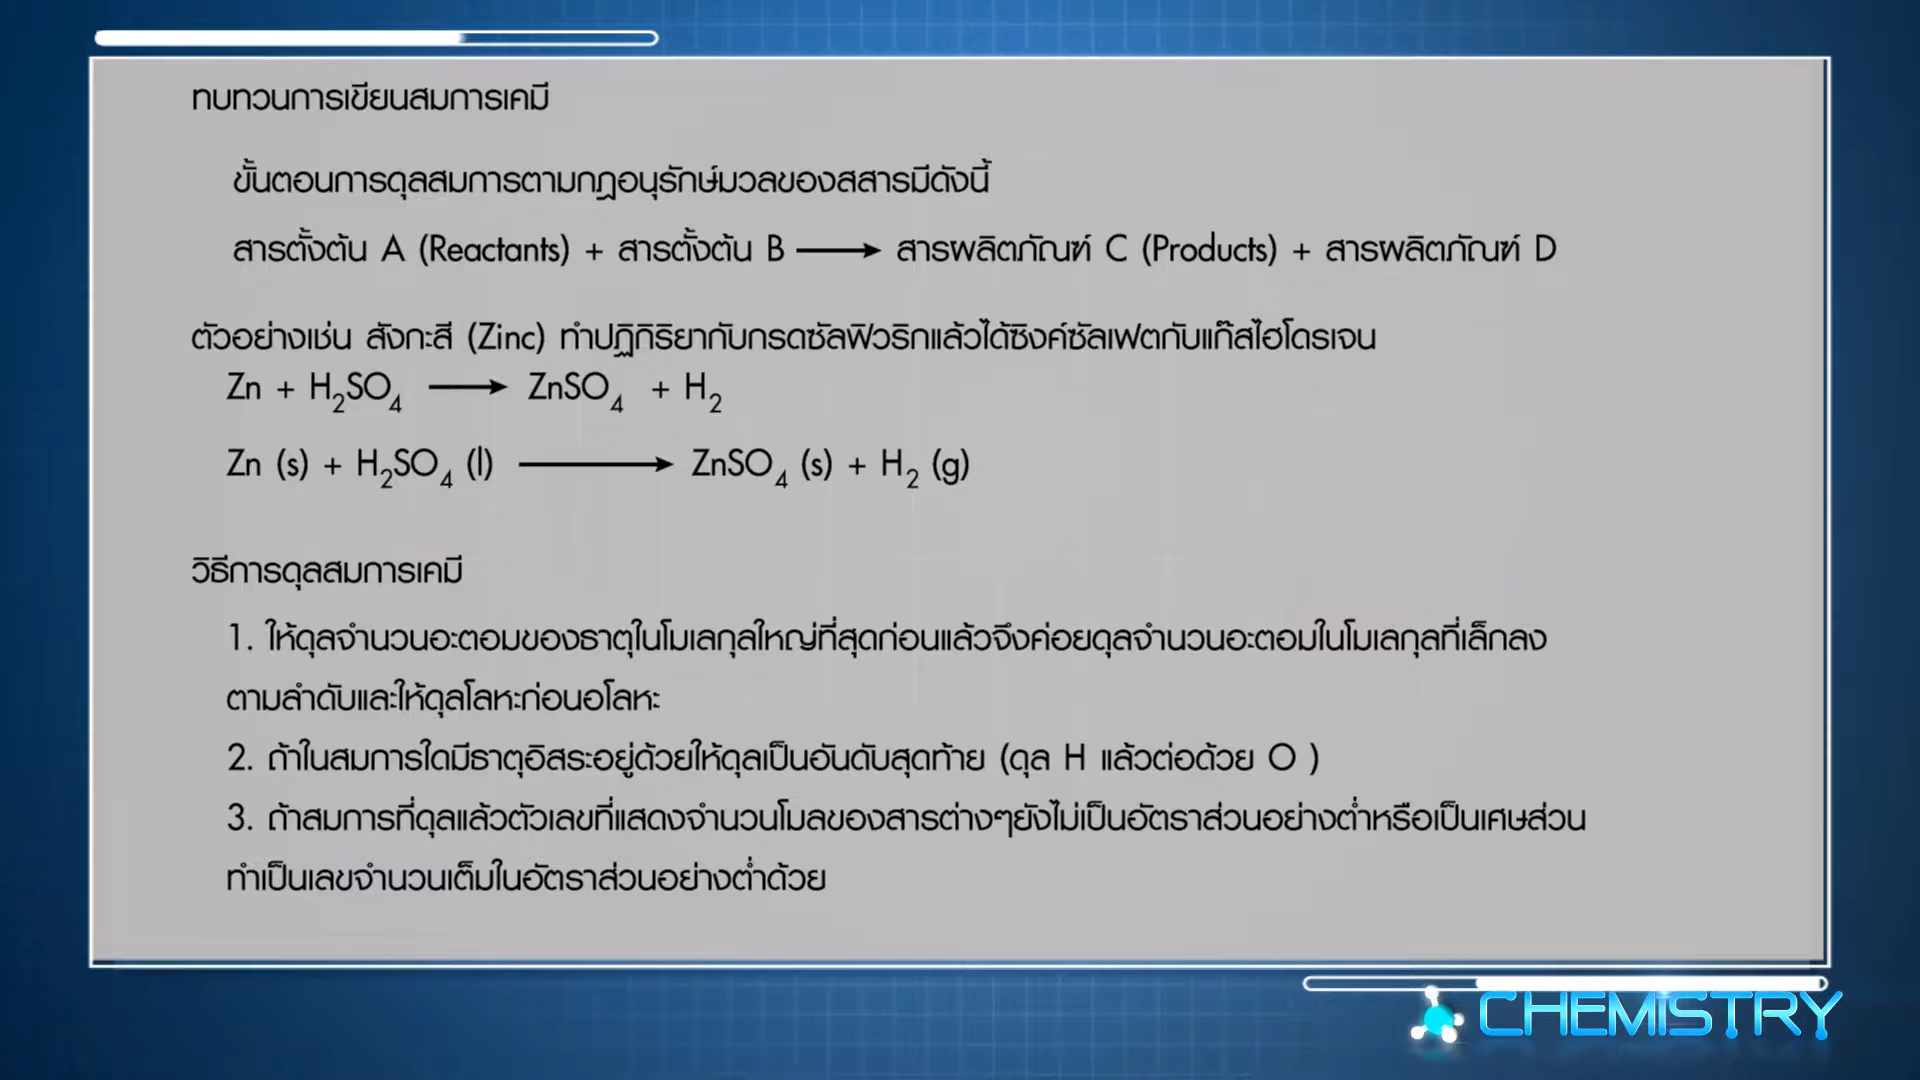 ทบทวนการเขียนสมการเคมี
ขั้นตอนการดุลสมการตามกฎอนุรักษ์มวลของสสารมีดังนี้
สารตั้งต้น A (Reactants) + สารตั้งต้น B ⟶ สารผลิตภัณฑ์ C (Products) + สารผลิตภัณฑ์ D
ตัวอย่างเช่น สังกะสี (Zinc) ทำปฏิกิริยากับกรดซัลฟิวริกแล้วได้ซิงค์ซัลเฟตกับแก๊สไฮโดรเจน
Zn + H₂SO₄ ⟶ ZnSO₄ + H₂
Zn (s) + H₂SO₄ (l) ⟶ ZnSO₄ (s) + H₂ (g)
วิธีการดุลสมการเคมี
1. ให้ดุลจำนวนอะตอมของธาตุในโมเลกุลใหญ่ที่สุดก่อนแล้วจึงค่อยดุลจำนวนอะตอมในโมเลกุลที่เล็กลง
ตามลำดับและให้ดุลโลหะก่อนอโลหะ
2. ถ้าในสมการใดมีธาตุอิสระอยู่ด้วยให้ดุลเป็นอันดับสุดท้าย (ดุล H แล้วต่อด้วย O )
3. ถ้าสมการที่ดุลแล้วตัวเลขที่แสดงจำนวนโมลของสารต่างๆยังไม่เป็นอัตราส่วนอย่างต่ำหรือเป็นเศษส่วน
ทำเป็นเลขจำนวนเต็มในอัตราส่วนอย่างต่ำด้วย
CHEMISTRY